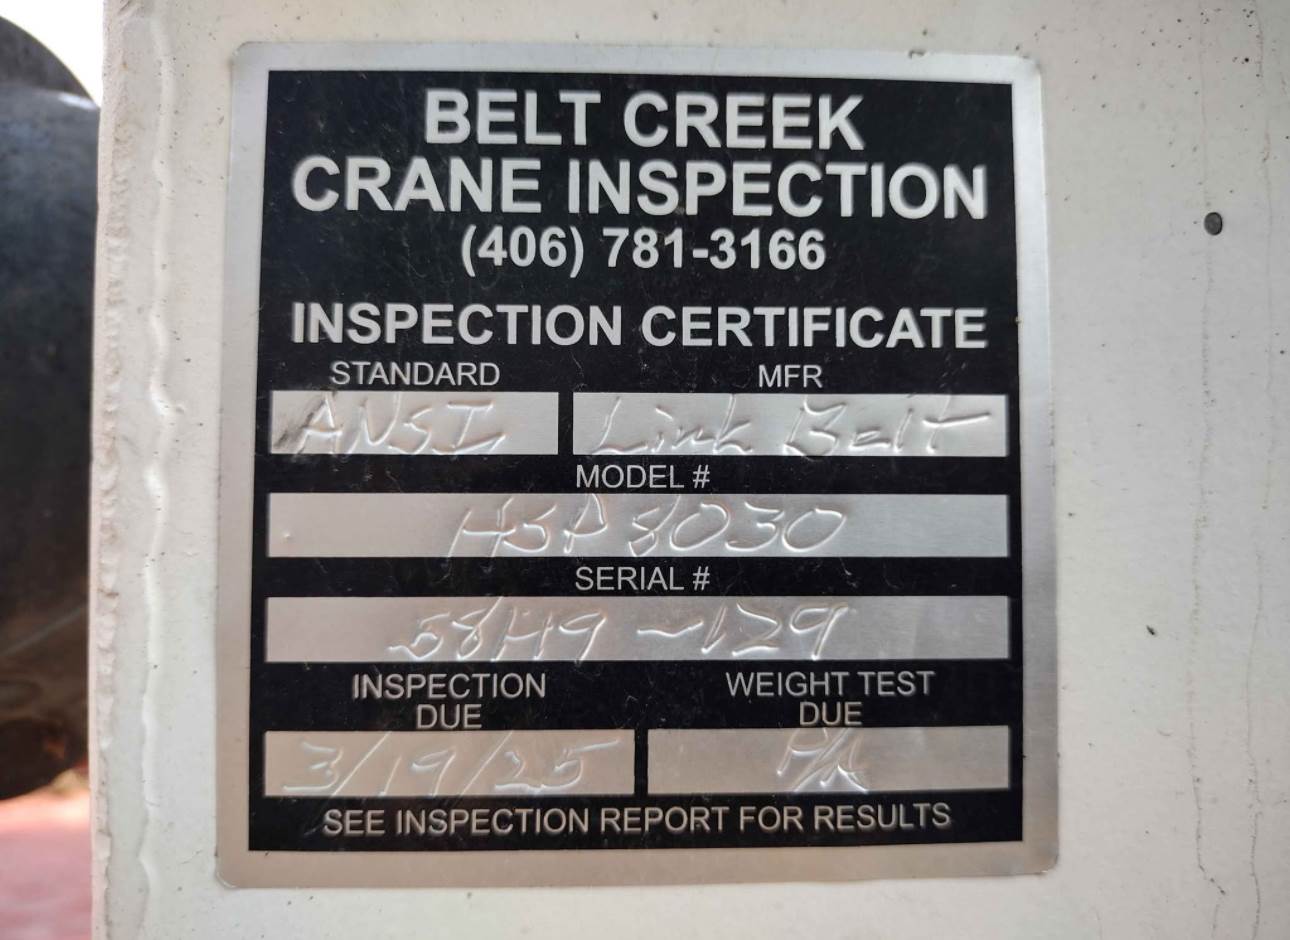 BELT CREEK
CRANE INSPECTION
(406) 781-3166
INSPECTION CERTIFICATE
STANDARD MFR
ANSI Link Belt
MODEL #
HSP 8030
SERIAL #
58H9-129
INSPECTION DUE WEIGHT TEST DUE
3/19/25
SEE INSPECTION REPORT FOR RESULTS